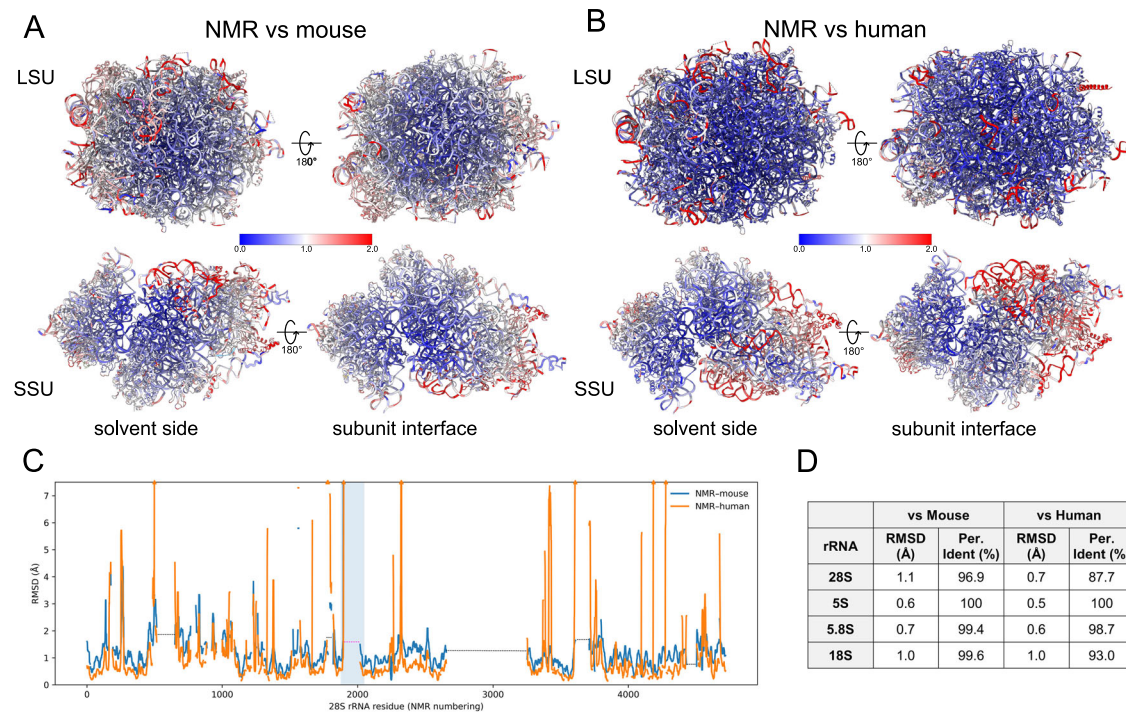 A
NMR vs mouse
B
NMR vs human
LSU
LSU
180°
180°
0.0 1.0 2.0
0.0 1.0 2.0
180°
180°
SSU
SSU
solvent side
subunit interface
solvent side
subunit interface
C
D
7
6
5
4
3
2
1
0
RMSD (Å)
NMR–mouse
NMR–human
0 1000 2000 3000 4000
28S rRNA residue (NMR numbering)
vs Mouse vs Human
rRNA RMSD (Å) Per. Ident (%) RMSD (Å) Per. Ident (%)
28S 1.1 96.9 0.7 87.7
5S 0.6 100 0.5 100
5.8S 0.7 99.4 0.6 98.7
18S 1.0 99.6 1.0 93.0